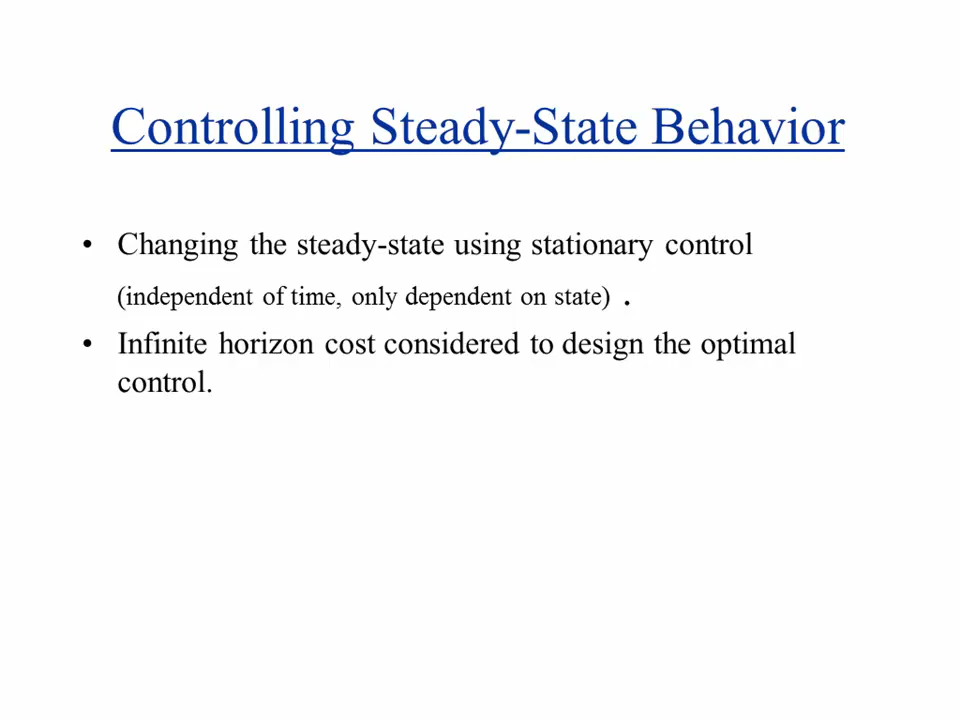 Controlling Steady-State Behavior
• Changing the steady-state using stationary control
(independent of time, only dependent on state) .
• Infinite horizon cost considered to design the optimal
control.